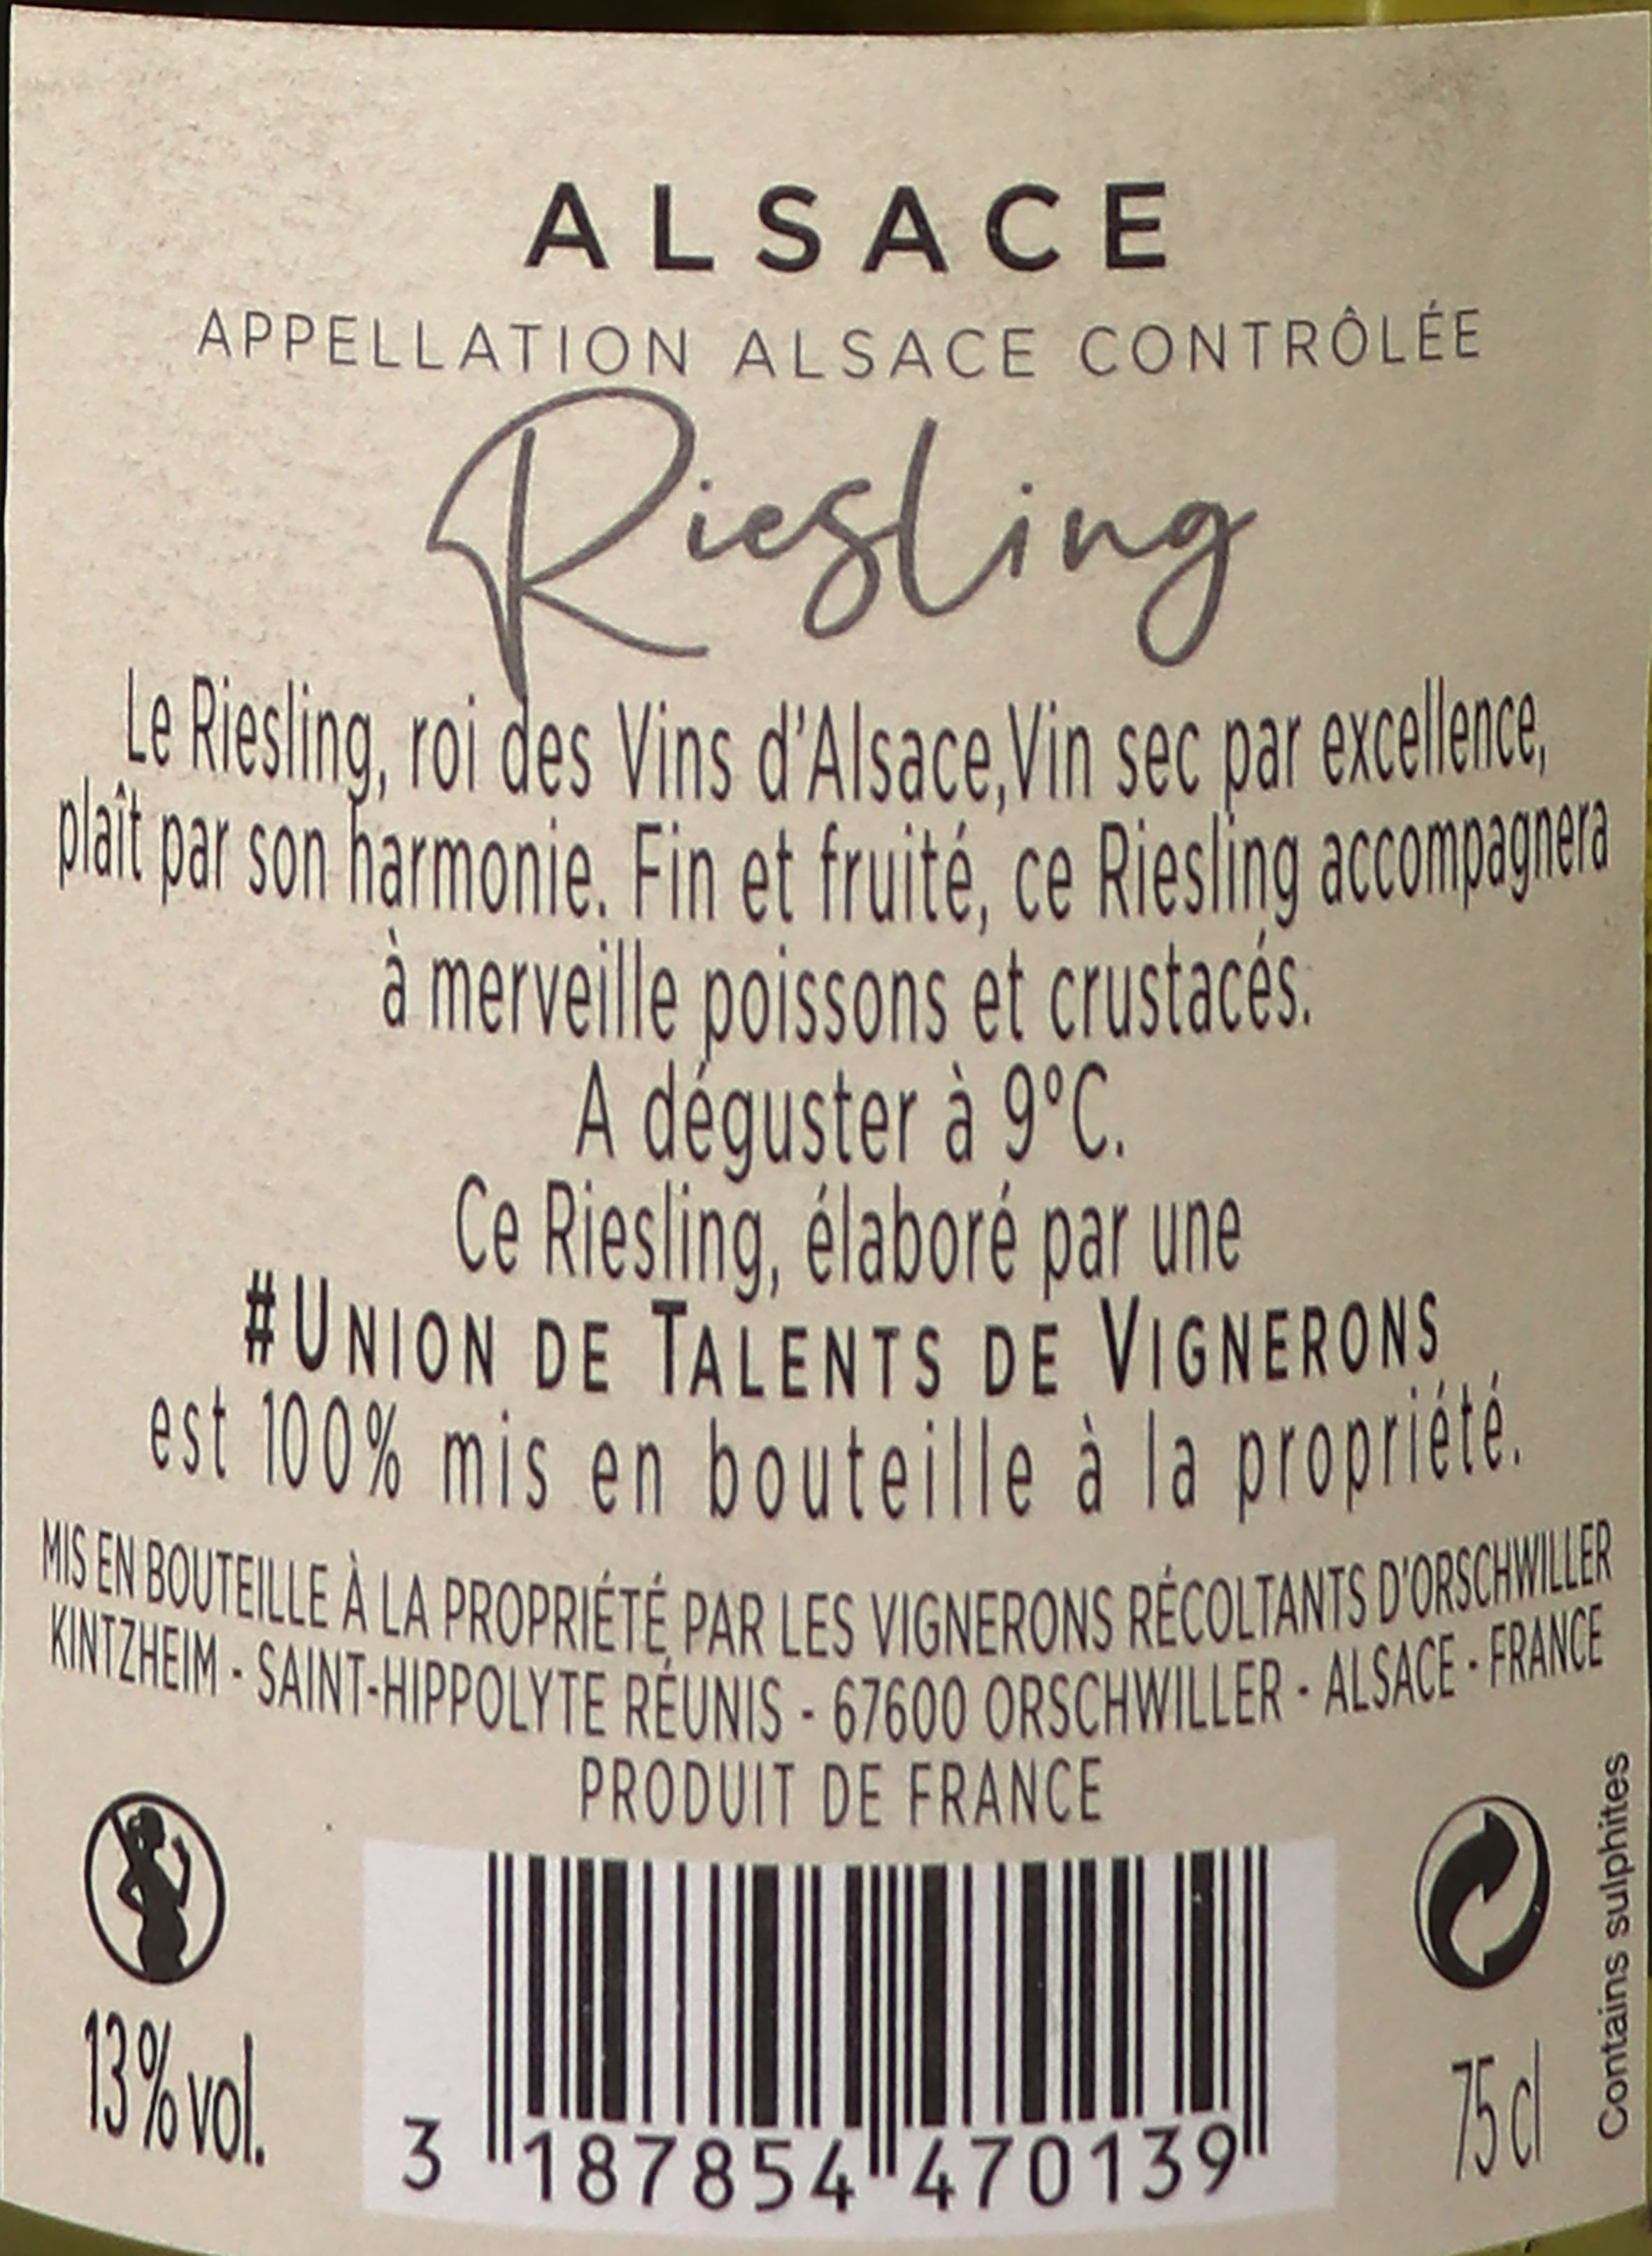 ALSACE
APPELLATION ALSACE CONTRÔLÉE
Riesling
Le Riesling, roi des Vins d'Alsace,Vin sec par excellence,
plaît par son harmonie. Fin et fruité, ce Riesling accompagnera
à merveille poissons et crustacés.
A déguster à 9°C.
Ce Riesling, élaboré par une
#UNION DE TALENTS DE VIGNERONS
est 100% mis en bouteille à la propriété.
MIS EN BOUTEILLE À LA PROPRIÉTÉ PAR LES VIGNERONS RÉCOLTANTS D'ORSCHWILLER
KINTZHEIM - SAINT-HIPPOLYTE RÉUNIS - 67600 ORSCHWILLER - ALSACE - FRANCE
PRODUIT DE FRANCE
13%vol.
3 187854 470139
75 cl
Contains sulphites